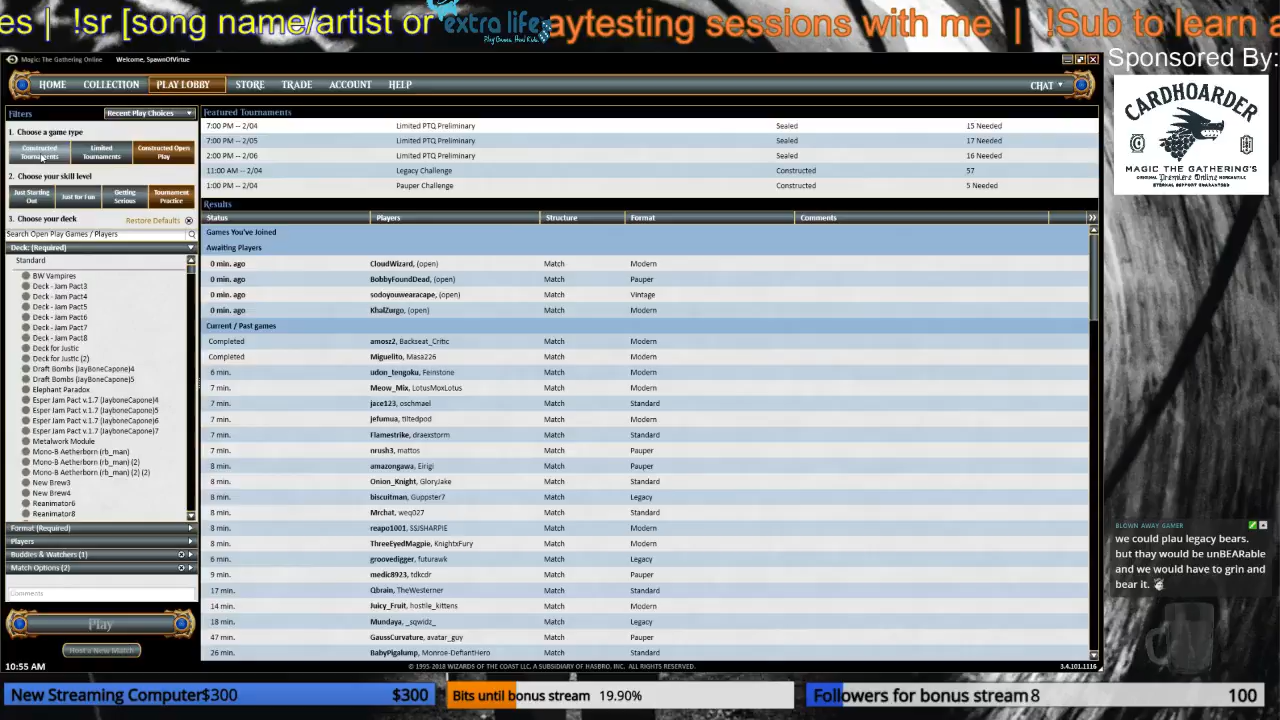 es | !sr [song name/artist or
extra life
Play Games. Heal Kids.
aytesting sessions with me | !Sub to learn a
Magic: The Gathering Online Welcome, SpawnOfVirtue
HOME COLLECTION PLAY LOBBY STORE TRADE ACCOUNT HELP CHAT
Sponsored By:
CARDHOARDER
MAGIC THE GATHERING'S
ETERNAL SUPPORT GUARANTEED
Filters Recent Play Choices
1. Choose a game type
Constructed Tournaments
Limited Tournaments
Constructed Open Play
2. Choose your skill level
Just Starting Out
Just for Fun
Getting Serious
Tournament Practice
3. Choose your deck Restore Defaults
Search Open Play Games / Players
Deck: (Required)
Standard
BW Vampires
Deck - Jam Pact3
Deck - Jam Pact4
Deck - Jam Pact5
Deck - Jam Pact6
Deck - Jam Pact7
Deck - Jam Pact8
Deck for Justic
Deck for Justic (2)
Draft Bombs (JayBoneCapone)4
Draft Bombs (JayBoneCapone)5
Elephant Paradox
Esper Jam Pact v.1.7 (JayboneCapone)4
Esper Jam Pact v.1.7 (JayboneCapone)5
Esper Jam Pact v.1.7 (JayboneCapone)6
Esper Jam Pact v.1.7 (JayboneCapone)7
Metalwork Module
Mono-B Aetherborn (rb_man)
Mono-B Aetherborn (rb_man) (2)
Mono-B Aetherborn (rb_man) (2) (2)
New Brew3
New Brew4
Reanimator6
Reanimator8
Format (Required)
Players
Buddies & Watchers (1)
Match Options (2)
Comments
Play
Host a New Match
10:55 AM
Featured Tournaments
7:00 PM -- 2/04 Limited PTQ Preliminary Sealed 15 Needed
7:00 PM -- 2/05 Limited PTQ Preliminary Sealed 17 Needed
2:00 PM -- 2/06 Limited PTQ Preliminary Sealed 16 Needed
11:00 AM -- 2/04 Legacy Challenge Constructed 57
1:00 PM -- 2/04 Pauper Challenge Constructed 5 Needed
Results
Status Players Structure Format Comments
Games You've Joined
Awaiting Players
0 min. ago CloudWizard, (open) Match Modern
0 min. ago BobbyFoundDead, (open) Match Pauper
0 min. ago sodoyouwearacape, (open) Match Vintage
0 min. ago KhalZurgo, (open) Match Modern
Current / Past games
Completed amosz2, Backseat_Critic Match Modern
Completed Miguelito, Masa226 Match Modern
6 min. udon_tengoku, Feinstone Match Modern
7 min. Meow_Mix, LotusMoxLotus Match Modern
7 min. jace123, oschmael Match Standard
7 min. jefumua, tiltedpod Match Modern
7 min. Flamestrike, draexstorm Match Standard
7 min. nrush3, mattos Match Pauper
8 min. amazongawa, Eirigi Match Pauper
8 min. Onion_Knight, GloryJake Match Standard
8 min. biscuitman, Guppster7 Match Legacy
8 min. Mrchat, weq027 Match Standard
8 min. reapo1001, SSJSHARPIE Match Modern
8 min. ThreeEyedMagpie, KnightxFury Match Modern
6 min. groovedigger, futurawk Match Legacy
9 min. medic8923, tdkcdr Match Pauper
17 min. Qbrain, TheWesterner Match Standard
14 min. Juicy_Fruit, hostile_kittens Match Modern
18 min. Mundaya, _sqwidz_ Match Legacy
47 min. GaussCurvature, avatar_guy Match Pauper
26 min. BabyPigalump, Monroe-DefiantHero Match Standard
© 1995-2018 WIZARDS OF THE COAST LLC, A SUBSIDIARY OF HASBRO, INC. ALL RIGHTS RESERVED.
3.4.101.1116
BLOWN AWAY GAMER
we could plau legacy bears.
but thay would be unBEARable
and we would have to grin and
bear it.
New Streaming Computer$300 $300
Bits until bonus stream 19.90%
Followers for bonus stream 8 100